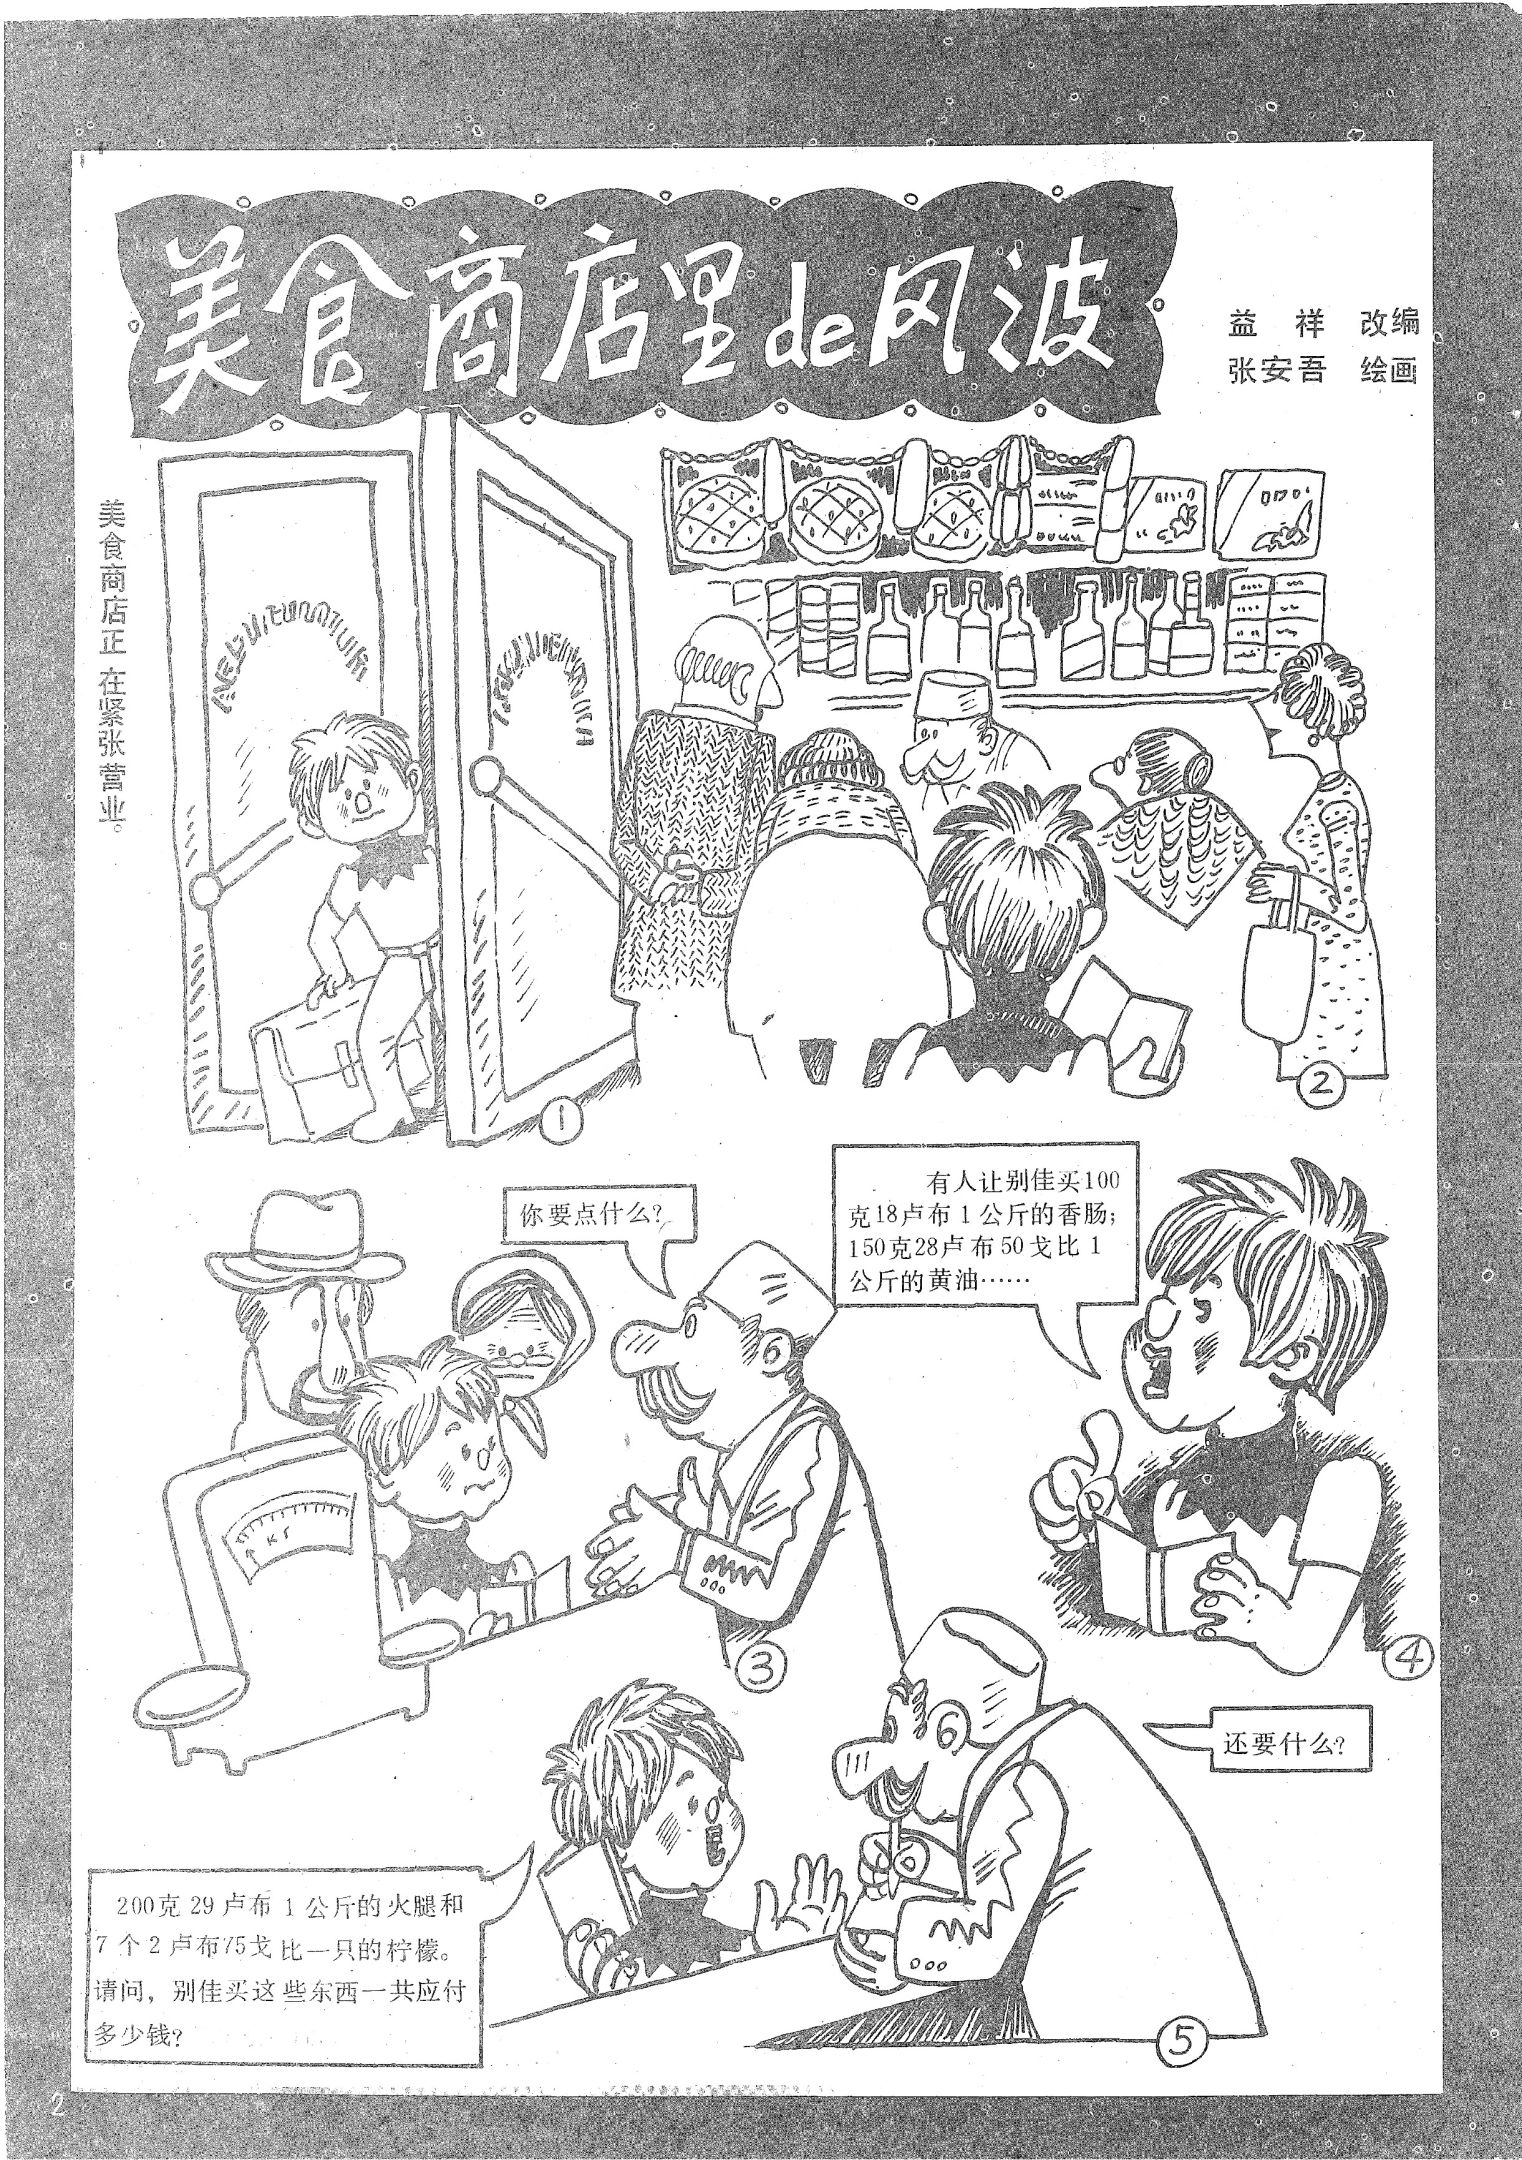 美食商店里de风波
益祥 改编
张安吾 绘画
美食商店正在紧张营业。
①
②
你要点什么?
有人让别佳买100
克18卢布1公斤的香肠;
150克28卢布50戈比1
公斤的黄油……
③
④
还要什么?
200克29卢布1公斤的火腿和
7个2卢布75戈比一只的柠檬。
请问,别佳买这些东西一共应付
多少钱?
⑤
2